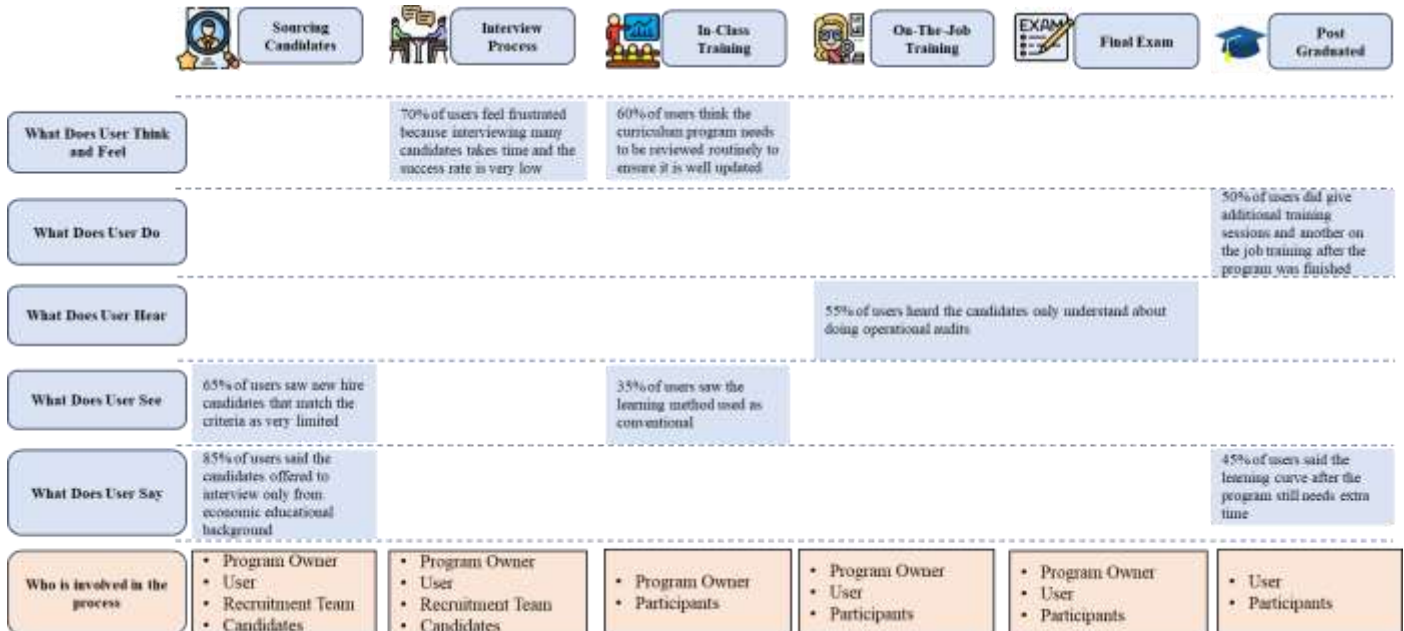 Sourcing
Candidates
Interview
Process
In-Class
Training
On-The-Job
Training
EXAM
Final Exam
Post
Graduated
What Does User Think
and Feel
70% of users feel frustrated
because interviewing many
candidates takes time and the
success rate is very low
60% of users think the
curriculum program needs
to be reviewed routinely to
ensure it is well updated
What Does User Do
50% of users did give
additional training
sessions and another on
the job training after the
program was finished
What Does User Hear
55% of users heard the candidates only understand about
doing operational audits
What Does User See
65% of users saw new hire
candidates that match the
criteria as very limited
35% of users saw the
learning method used as
conventional
What Does User Say
85% of users said the
candidates offered to
interview only from
economic educational
background
45% of users said the
learning curve after the
program still needs extra
time
Who is involved in the
process
• Program Owner
• User
• Recruitment Team
• Candidates
• Program Owner
• User
• Recruitment Team
• Candidates
• Program Owner
• Participants
• Program Owner
• User
• Participants
• Program Owner
• User
• Participants
• User
• Participants